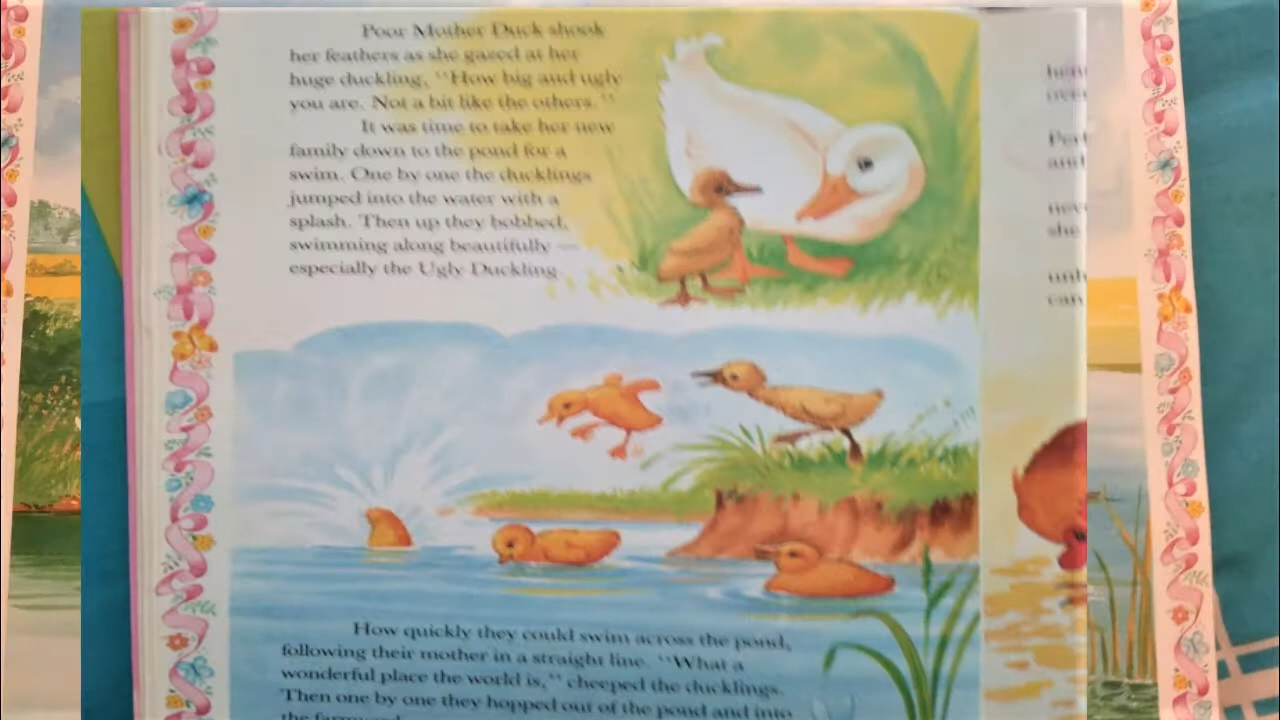 Poor Mother Duck shook
her feathers as she gazed at her
huge duckling, “How big and ugly
you are. Not a bit like the others.”
It was time to take her new
family down to the pond for a
swim. One by one the ducklings
jumped into the water with a
splash. Then up they bobbed,
swimming along beautifully —
especially the Ugly Duckling
How quickly they could swim across the pond,
following their mother in a straight line. “What a
wonderful place the world is,” cheeped the ducklings.
Then one by one they hopped out of the pond and into
the farmyard
she
can